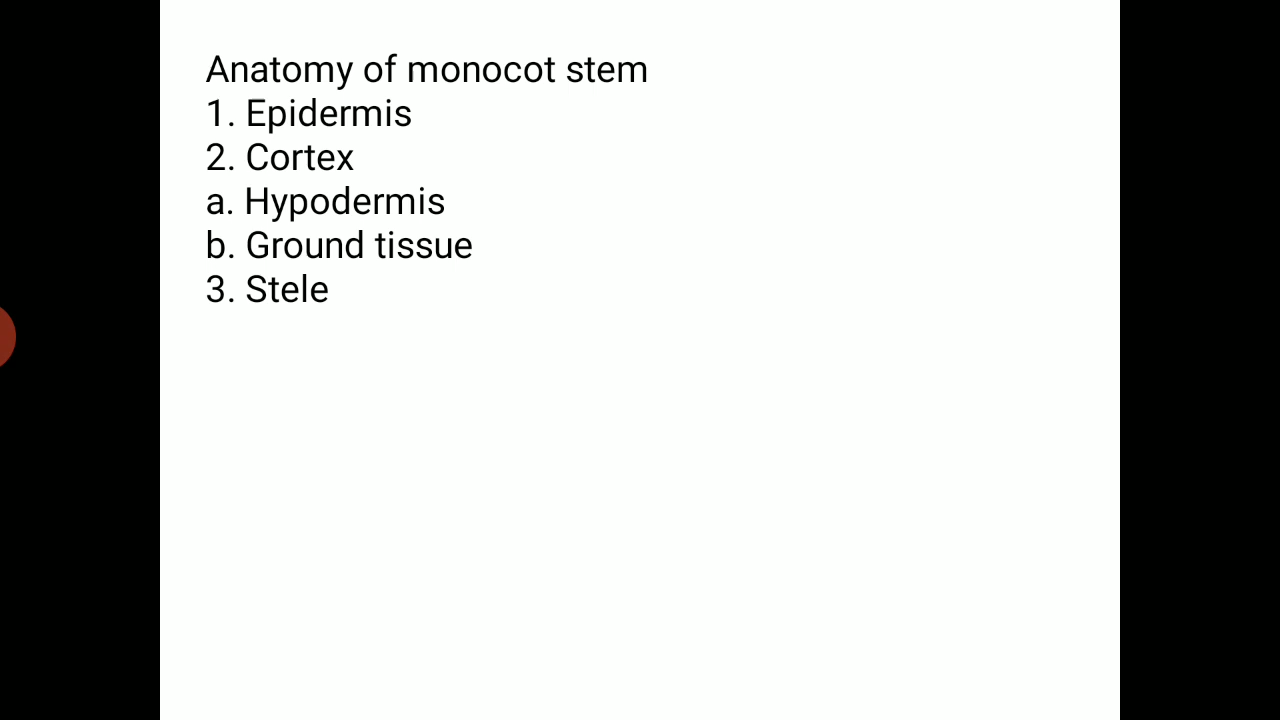 Anatomy of monocot stem
1. Epidermis
2. Cortex
a. Hypodermis
b. Ground tissue
3. Stele